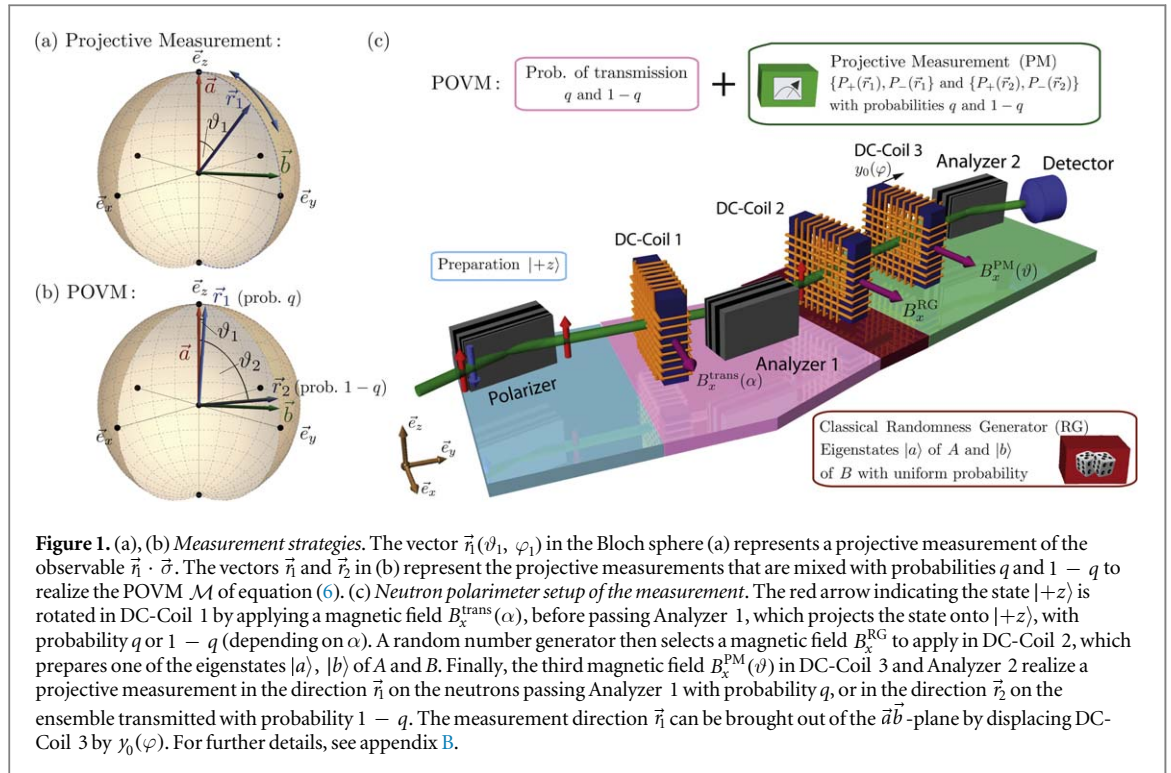 (a) Projective Measurement:
e⃗_z
a⃗
r⃗_1
ϑ_1
b⃗
e⃗_x
e⃗_y
(b) POVM:
e⃗_z
r⃗_1 (prob. q)
ϑ_1
a⃗
ϑ_2
r⃗_2 (prob. 1 − q)
b⃗
e⃗_x
e⃗_y
(c)
POVM:
Prob. of transmission
q and 1 − q
+
Projective Measurement (PM)
{P_+(r⃗_1), P_−(r⃗_1} and {P_+(r⃗_2), P_−(r⃗_2)}
with probabilities q and 1 − q
DC-Coil 3
y_0(φ)
Analyzer 2
Detector
DC-Coil 2
DC-Coil 1
Preparation |+z⟩
B_x^PM(ϑ)
B_x^RG
Analyzer 1
B_x^trans(α)
Polarizer
e⃗_z
e⃗_y
e⃗_x
Classical Randomness Generator (RG)
Eigenstates |a⟩ of A and |b⟩
of B with uniform probability
Figure 1. (a), (b) Measurement strategies. The vector r⃗_1(ϑ_1, φ_1) in the Bloch sphere (a) represents a projective measurement of the
observable r⃗_1 · σ⃗. The vectors r⃗_1 and r⃗_2 in (b) represent the projective measurements that are mixed with probabilities q and 1 − q to
realize the POVM ℳ of equation (6). (c) Neutron polarimeter setup of the measurement. The red arrow indicating the state |+z⟩ is
rotated in DC-Coil 1 by applying a magnetic field B_x^trans(α), before passing Analyzer 1, which projects the state onto |+z⟩, with
probability q or 1 − q (depending on α). A random number generator then selects a magnetic field B_x^RG to apply in DC-Coil 2, which
prepares one of the eigenstates |a⟩, |b⟩ of A and B. Finally, the third magnetic field B_x^PM(ϑ) in DC-Coil 3 and Analyzer 2 realize a
projective measurement in the direction r⃗_1 on the neutrons passing Analyzer 1 with probability q, or in the direction r⃗_2 on the
ensemble transmitted with probability 1 − q. The measurement direction r⃗_1 can be brought out of the a⃗b⃗-plane by displacing DC-
Coil 3 by y_0(φ). For further details, see appendix B.